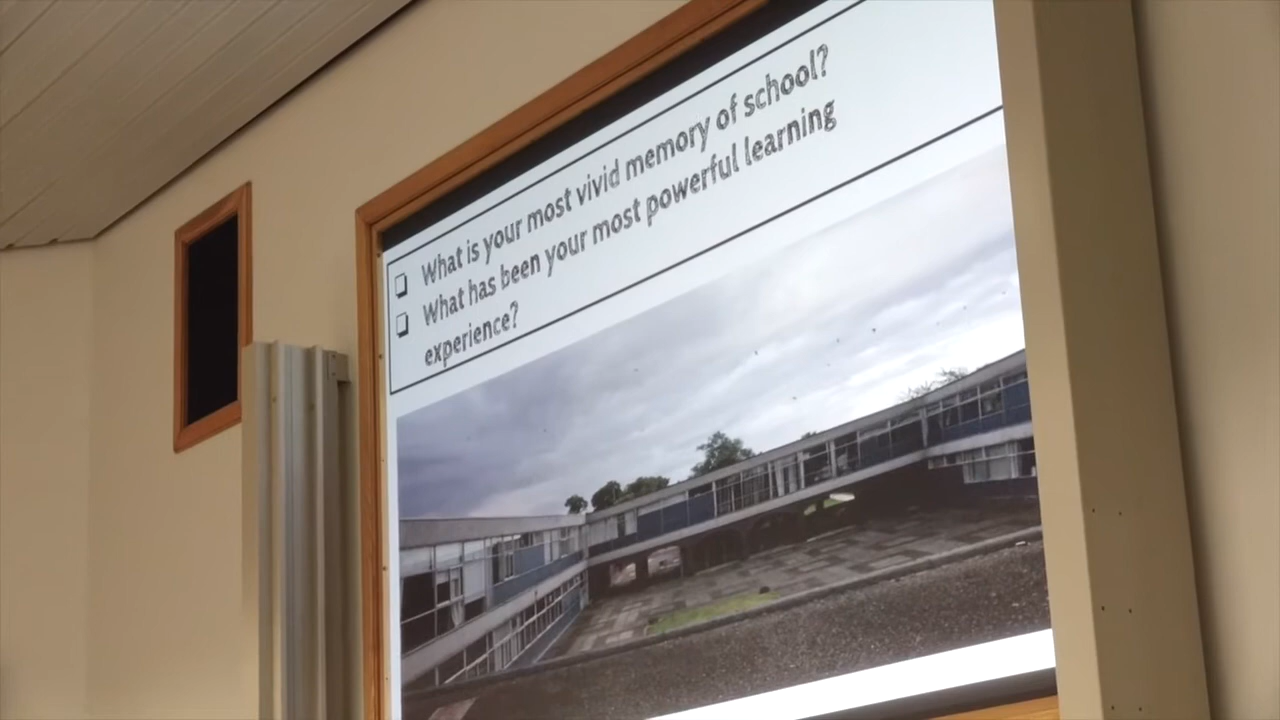 What is your most vivid memory of school?
What has been your most powerful learning
experience?